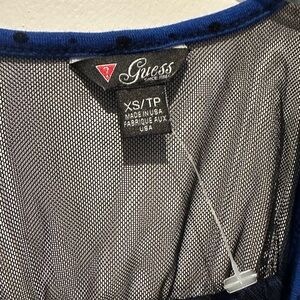 ?
Guess
XS/TP
MADE IN USA
FABRIQUE AUX
USA